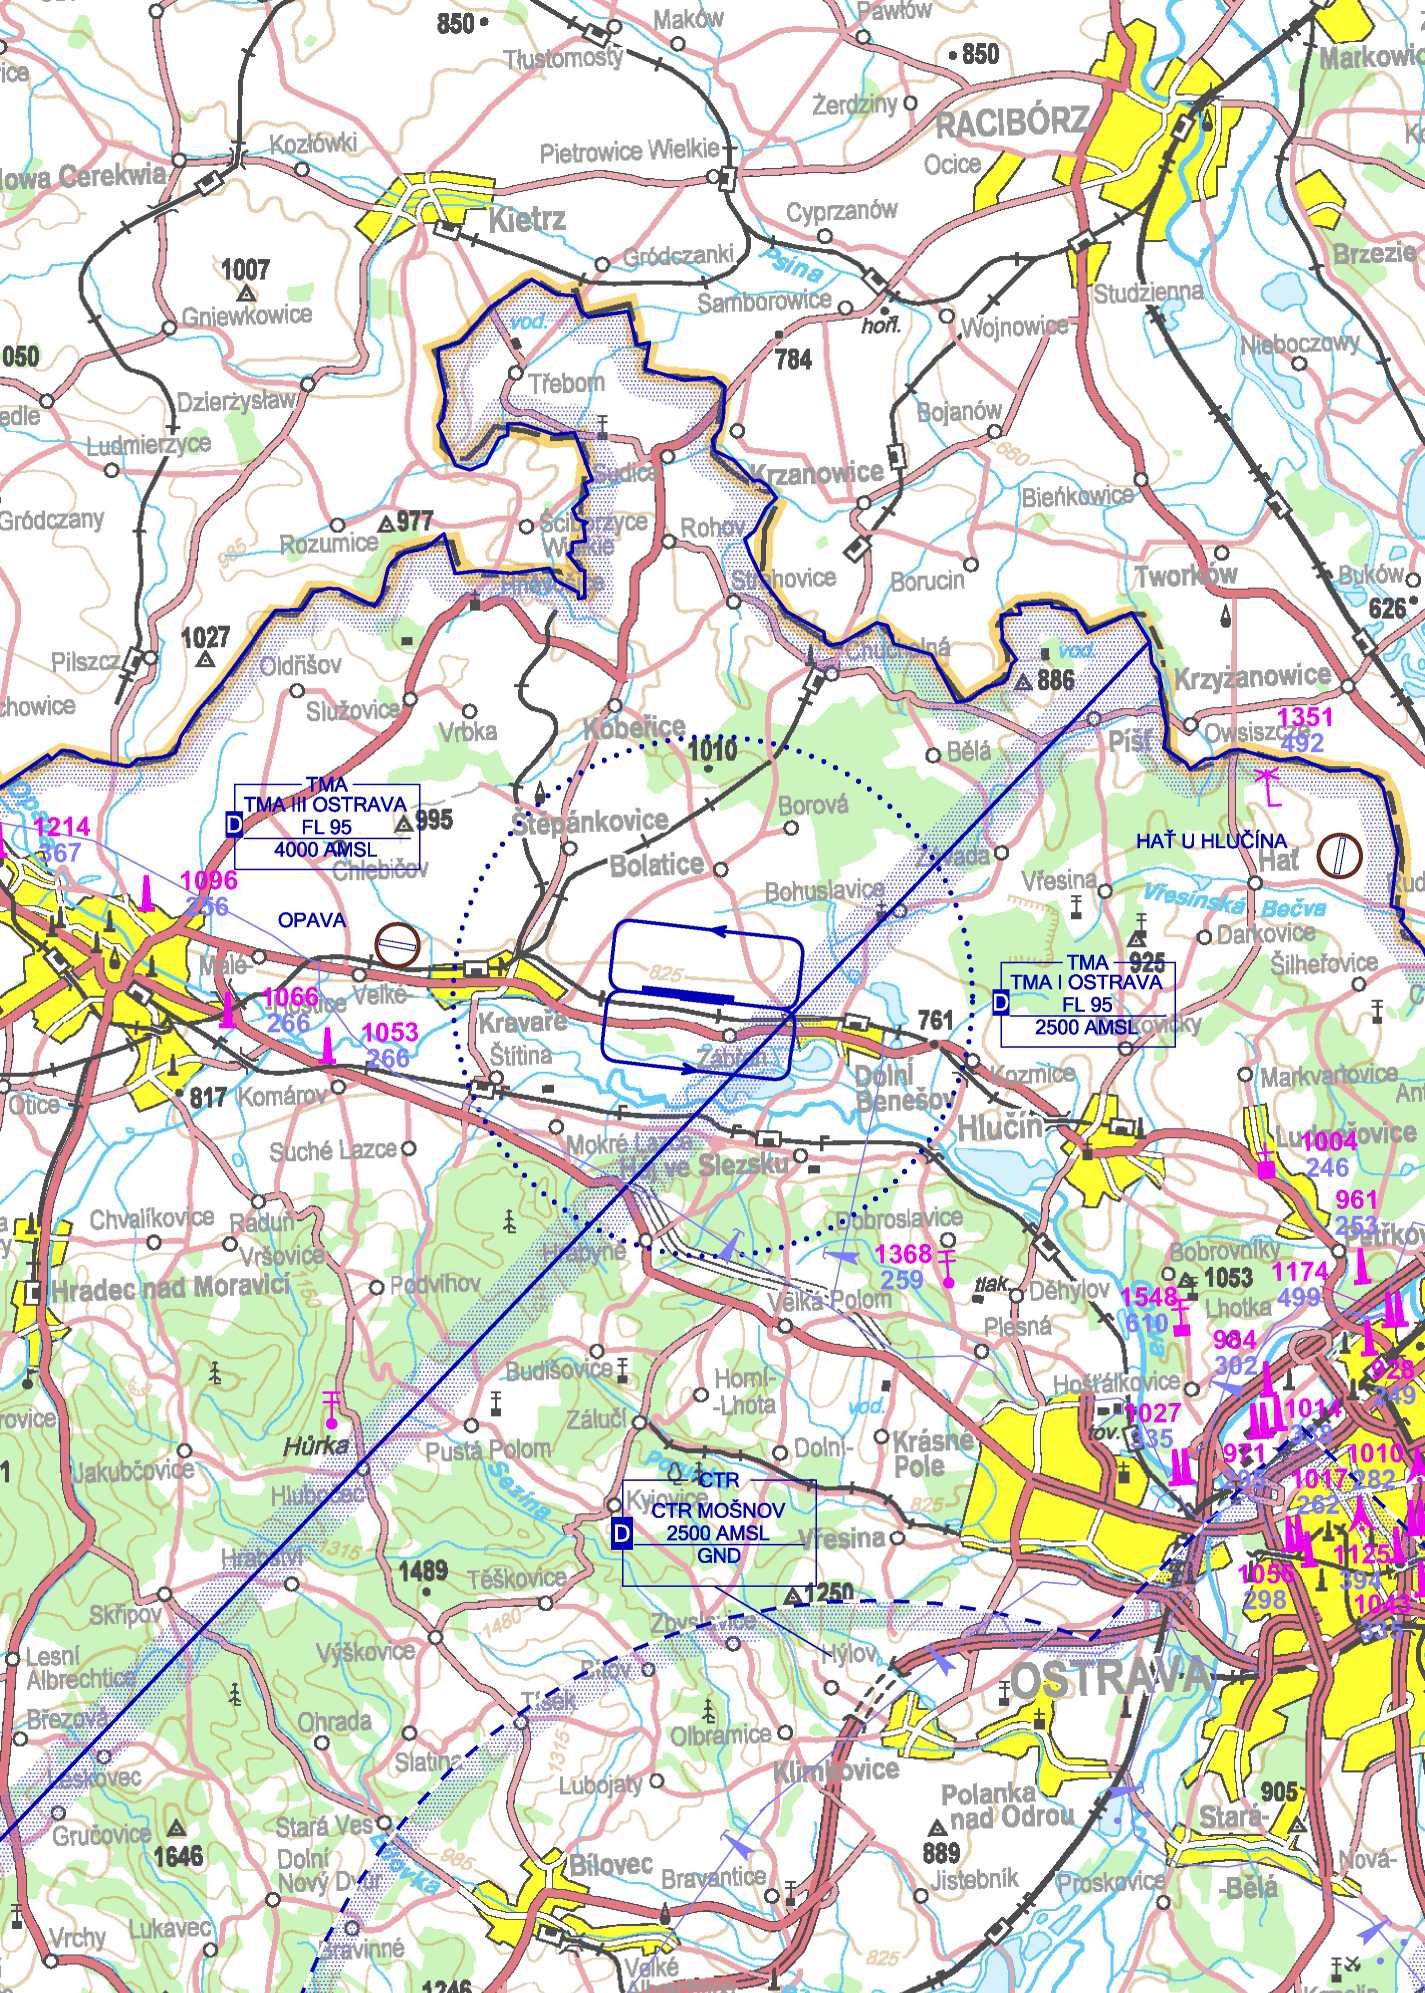 850
Maków
Pawłów
Tłustomosty
850
Markowic
Żerdziny
RACIBÓRZ
Kozłówki
Pietrowice Wielkie
Ocice
Nowa Cerekwia
Kietrz
Cyprzanów
Gródczanki
Psina
Brzezie
1007
Samborowice
Studzienna
Gniewkowice
vod.
hořl.
Wojnowice
784
Nieboczowy
050
Třebom
Dzierżysław
Bojanów
Ludmierzyce
Sudice
Krzanowice
680
Bieńkowice
Gródczany
977
Rozumice
985
Ściborzyce
Wielkie
Rohov
Strahovice
Borucin
Tworków
Buków
626
1027
Pilszcz
Oldřišov
Chuchelná
vod.
886
Krzyżanowice
Služovice
Vrbka
Kobeřice
1010
Bělá
Píšť
1351
Owsiszcze
492
TMA
TMA III OSTRAVA
FL 95
4000 AMSL
D
995
Chlebičov
Štěpánkovice
Borová
HAŤ U HLUČÍNA
Hať
1214
367
Bolatice
Závada
1096
256
OPAVA
Bohuslavice
Vřesina
Vřesinská Bečva
Darkovice
825
925
Šilheřovice
TMA
TMA I OSTRAVA
FL 95
2500 AMSL
D
Malé-
Velké-
1066
266
1053
266
Kravaře
Štítina
761
Zábřeh
Dolní
Benešov
Kozmice
Markvartovice
Otice
817
Komárov
Hlučín
Ludgeřovice
1004
246
Suché Lazce
Mokré Lazce
Háj ve Slezsku
961
253
Chvalíkovice
Raduň
Vršovice
Hrabyně
Dobroslavice
1368
259
Bobrovníky
1053
1174
499
Petřkov
Hradec nad Moravicí
Podvihov
tlak.
Děhylov
1548
610
Lhotka
Velká Polom
Plesná
984
302
Budišovice
Horní-
-Lhota
Hošťálkovice
928
249
vod.
1027
335
1014
Hůrka
Pustá Polom
Zálučí
Dolní-
Krásné
Pole
tov.
971
1010
282
Jakubčovice
Sezina
1017
262
Hlubočec
Kyjovice
CTR
CTR MOŠNOV
2500 AMSL
GND
D
825
Vřesina
1315
1489
1125
394
Těškovice
1250
1056
298
1043
335
Skřipov
1480
Zbyslavice
Výškovice
Hýlov
Lesní
Albrechtice
Bítov
OSTRAVA
Březová
Ohrada
Tísek
Slatina
1315
Olbramice
Leskovec
Lubojaty
Klimkovice
Polanka
nad Odrou
905
Stará-
-Bělá
Gručovice
1646
Stará Ves
985
Bílovec
Bravantice
889
Jistebník
Proskovice
Nová-
Dolní
Nový Dvůr
Vrchy
Lukavec
Bravinné
825
Velké
1246